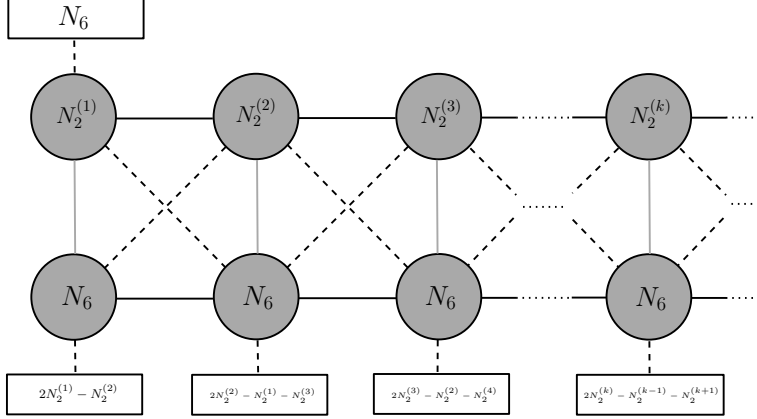 N_6
N_2^{(1)} N_2^{(2)} N_2^{(3)} N_2^{(k)}
N_6 N_6 N_6 N_6
2N_2^{(1)} − N_2^{(2)} 2N_2^{(2)} − N_2^{(1)} − N_2^{(3)} 2N_2^{(3)} − N_2^{(2)} − N_2^{(4)} 2N_2^{(k)} − N_2^{(k−1)} − N_2^{(k+1)}